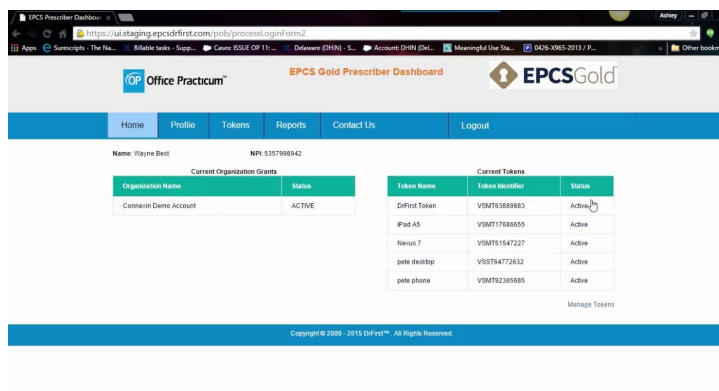 EPCS Prescriber Dashboar
Ashley
https://ui.staging.epcsdrfirst.com/pob/processLoginForm2
Apps Surescripts - The Na... Billable tasks - Supp... Cases: ISSUE OP 11: ... Delaware (DHIN) - S... Account: DHIN (Del... Meaningful Use Sta... 0426-X965-2013 / P... » Other bookm
OP Office Practicum™
EPCS Gold Prescriber Dashboard
EPCSGold
Home Profile Tokens Reports Contact Us Logout
Name: Wayne Best NPI: 5357998942
Current Organization Grants
Organization Name Status
Connexin Demo Account ACTIVE
Current Tokens
Token Name Token Identifier Status
DrFirst Token VSMT63889883 Active
iPad A5 VSMT17686655 Active
Nexus 7 VSMT51547227 Active
pete desktop VSST64772632 Active
pete phone VSMT92385685 Active
Manage Tokens
Copyright © 2000 - 2015 DrFirst™. All Rights Reserved.